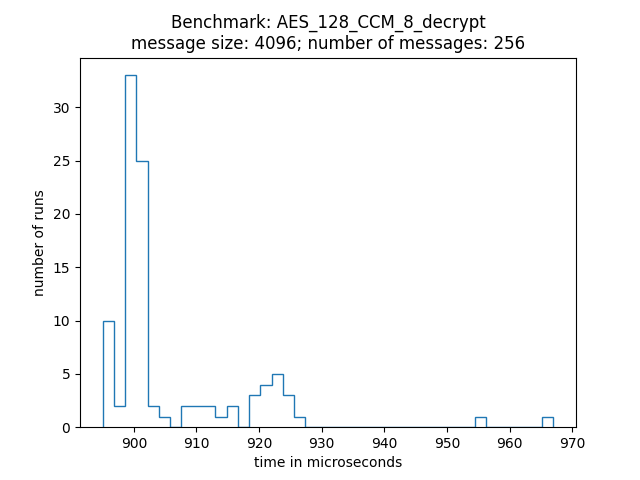 Benchmark: AES_128_CCM_8_decrypt
message size: 4096; number of messages: 256
number of runs
30
25
20
15
10
5
0
900 910 920 930 940 950 960 970
time in microseconds